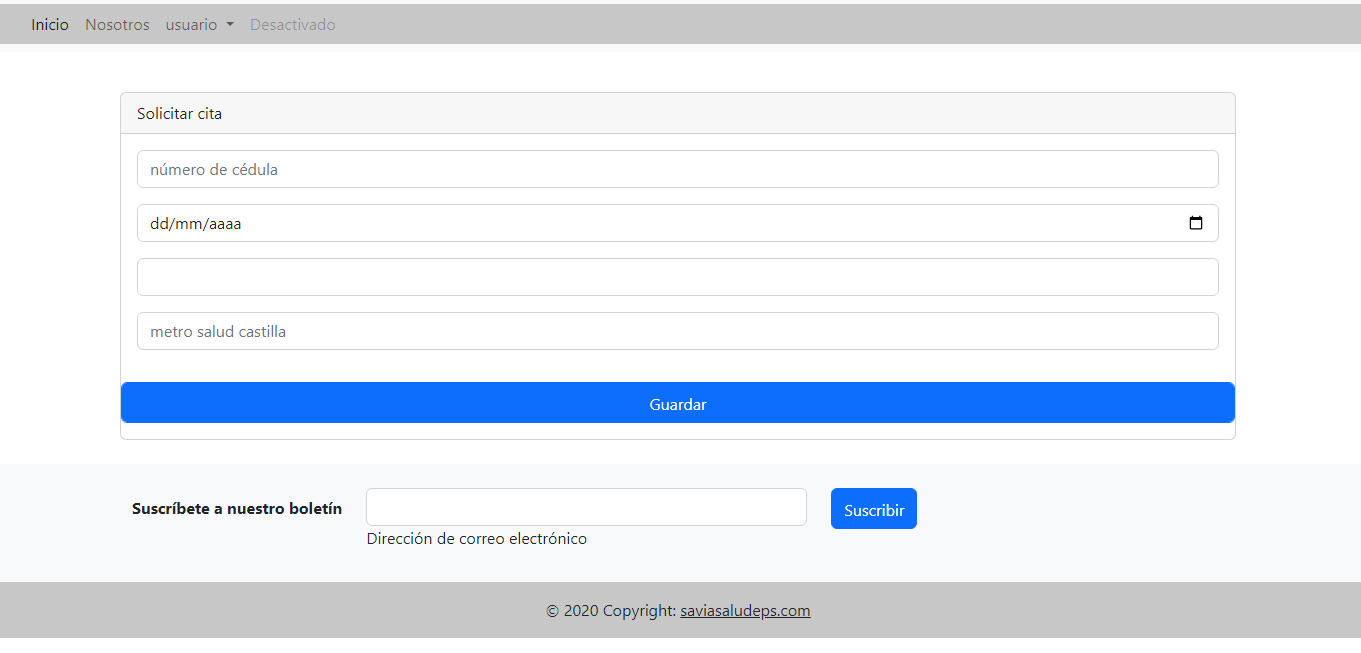 Inicio Nosotros usuario Desactivado
Solicitar cita
número de cédula
dd/mm/aaaa
metro salud castilla
Guardar
Suscríbete a nuestro boletín Suscribir
Dirección de correo electrónico
© 2020 Copyright: saviasaludeps.com